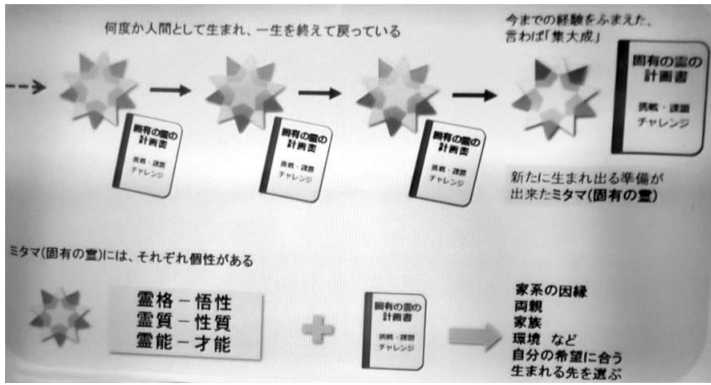 何度か人間として生まれ、一生を終えて戻っている
今までの経験をふまえた、
言わば「集大成」
固有の霊の
計画書
挑戦・課題
チャレンジ
固有の霊の
計画書
挑戦・課題
チャレンジ
固有の霊の
計画書
挑戦・課題
チャレンジ
固有の霊の
計画書
挑戦・課題
チャレンジ
新たに生まれ出る準備が
出来たミタマ(固有の霊)
ミタマ(固有の霊)には、それぞれ個性がある
霊格－悟性
霊質－性質
霊能－才能
固有の霊の
計画書
挑戦・課題
チャレンジ
家系の因縁
両親
家族
環境 など
自分の希望に合う
生まれる先を選ぶ